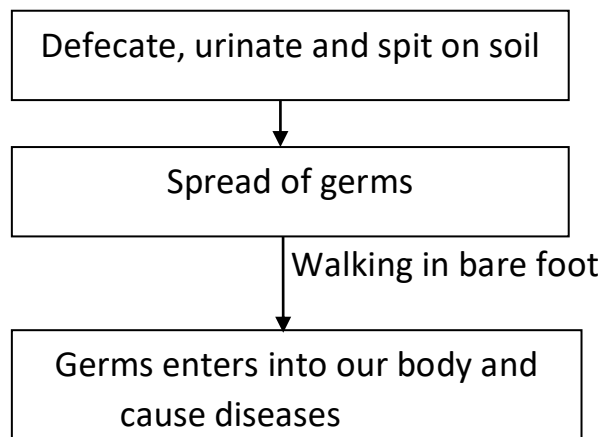 Defecate, urinate and spit on soil
Spread of germs
Walking in bare foot
Germs enters into our body and
cause diseases